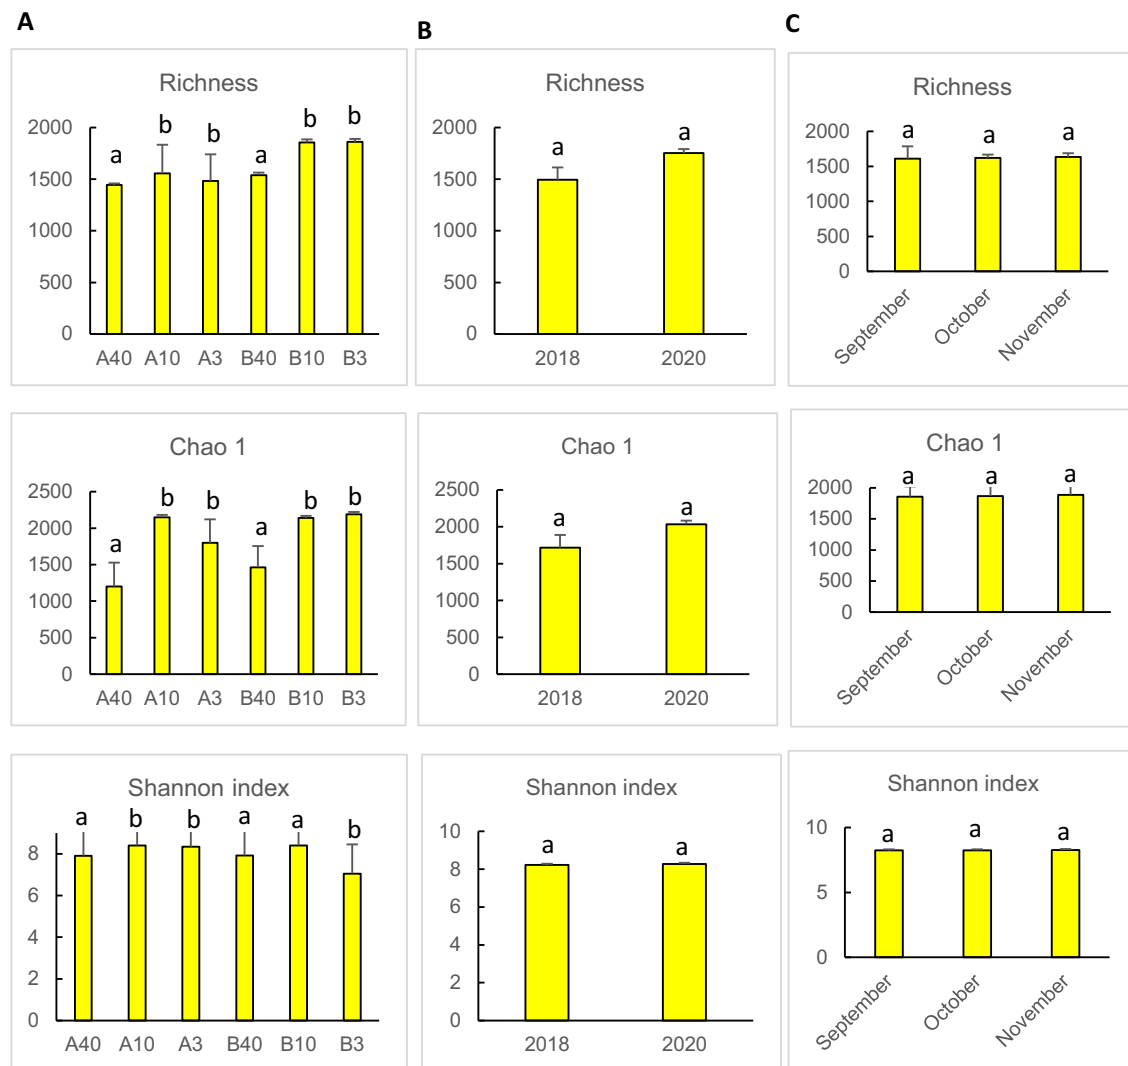 A
B
C
Richness
2000
1500
1000
500
0
a
b
b
a
b
b
A40 A10 A3 B40 B10 B3
Richness
2000
1500
1000
500
0
a
a
2018 2020
Richness
2000
1500
1000
500
0
a
a
a
September
October
November
Chao 1
2500
2000
1500
1000
500
0
a
b
b
a
b
b
A40 A10 A3 B40 B10 B3
Chao 1
2500
2000
1500
1000
500
0
a
a
2018 2020
Chao 1
2000
1500
1000
500
0
a
a
a
September
October
November
Shannon index
8
6
4
2
0
a
b
b
a
a
b
A40 A10 A3 B40 B10 B3
Shannon index
10
8
6
4
2
0
a
a
2018 2020
Shannon index
10
5
0
a
a
a
September
October
November